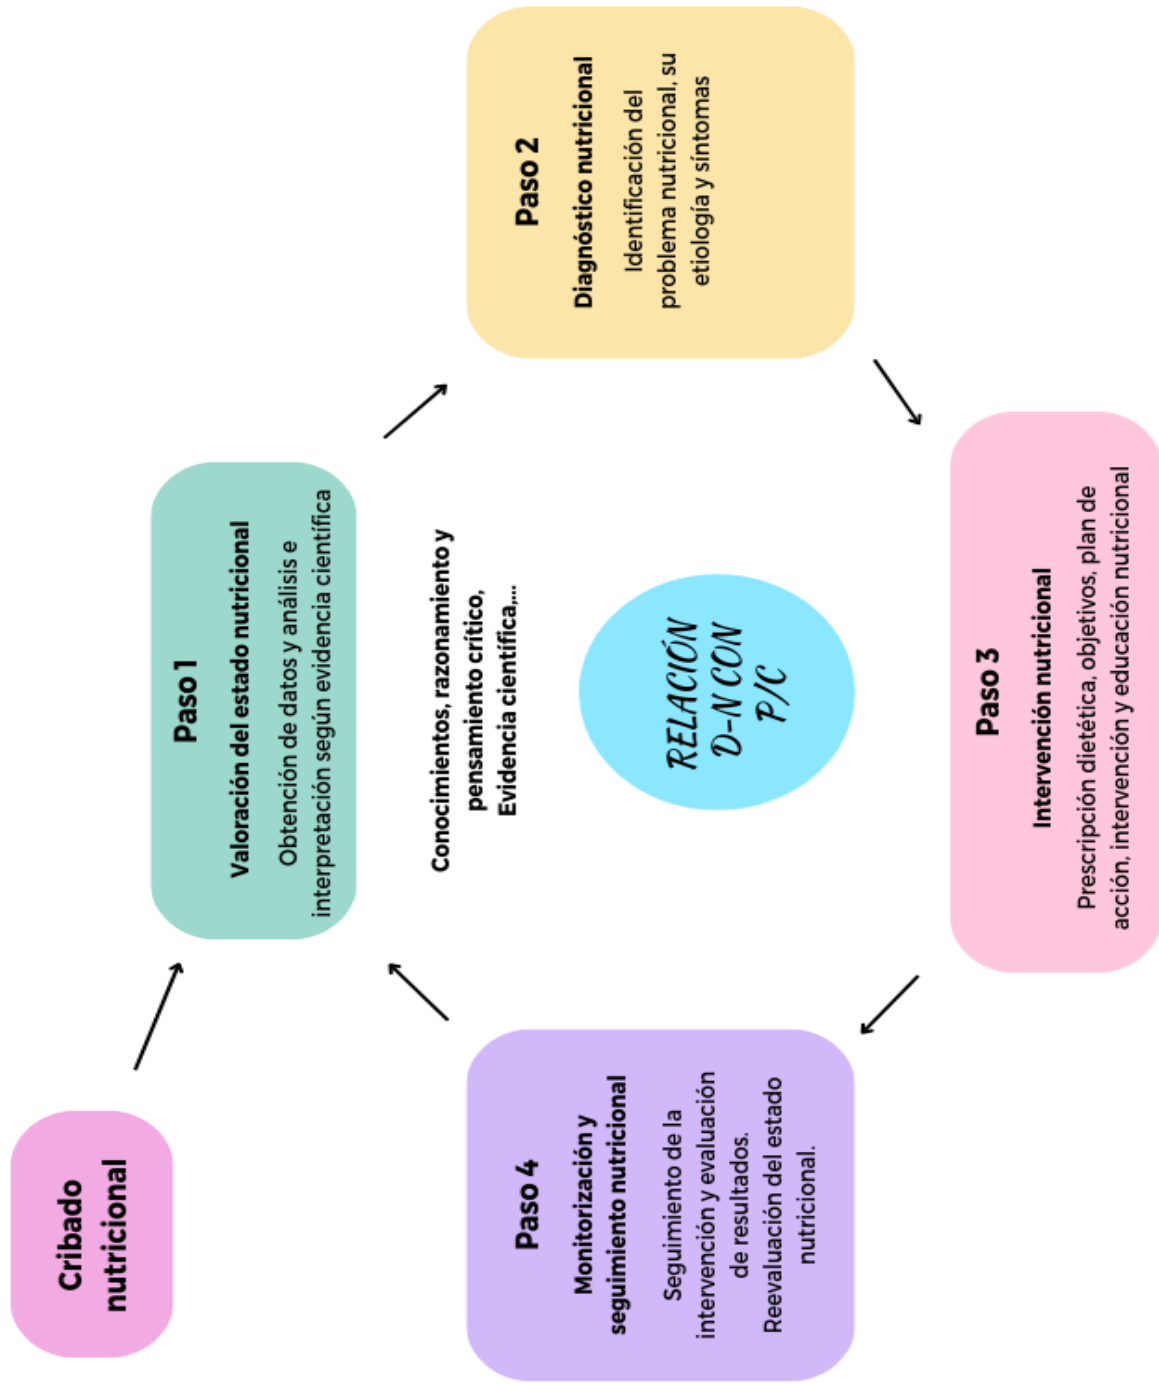 Cribado
nutricional
Paso 1
Valoración del estado nutricional
Obtención de datos y análisis e
interpretación según evidencia científica
Conocimientos, razonamiento y
pensamiento crítico,
Evidencia científica,...
RELACIÓN
D-N CON
P/C
Paso 2
Diagnóstico nutricional
Identificación del
problema nutricional, su
etiología y síntomas
Paso 3
Intervención nutricional
Prescripción dietética, objetivos, plan de
acción, intervención y educación nutricional
Paso 4
Monitorización y
seguimiento nutricional
Seguimiento de la
intervención y evaluación
de resultados.
Reevaluación del estado
nutricional.